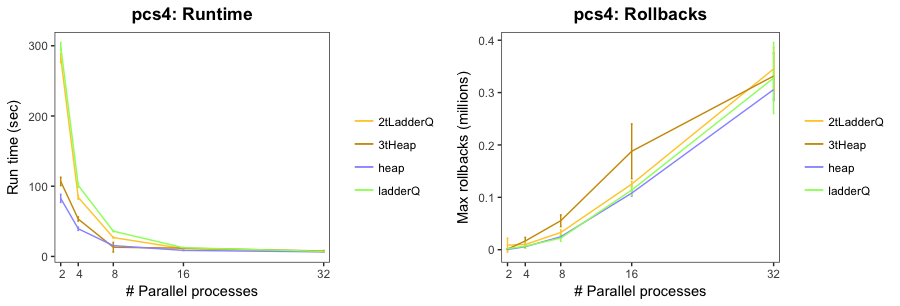 pcs4: Runtime
300
200
100
0
Run time (sec)
2 4 8 16 32
# Parallel processes
2tLadderQ
3tHeap
heap
ladderQ
pcs4: Rollbacks
0.4
0.3
0.2
0.1
0
Max rollbacks (millions)
2 4 8 16 32
# Parallel processes
2tLadderQ
3tHeap
heap
ladderQ